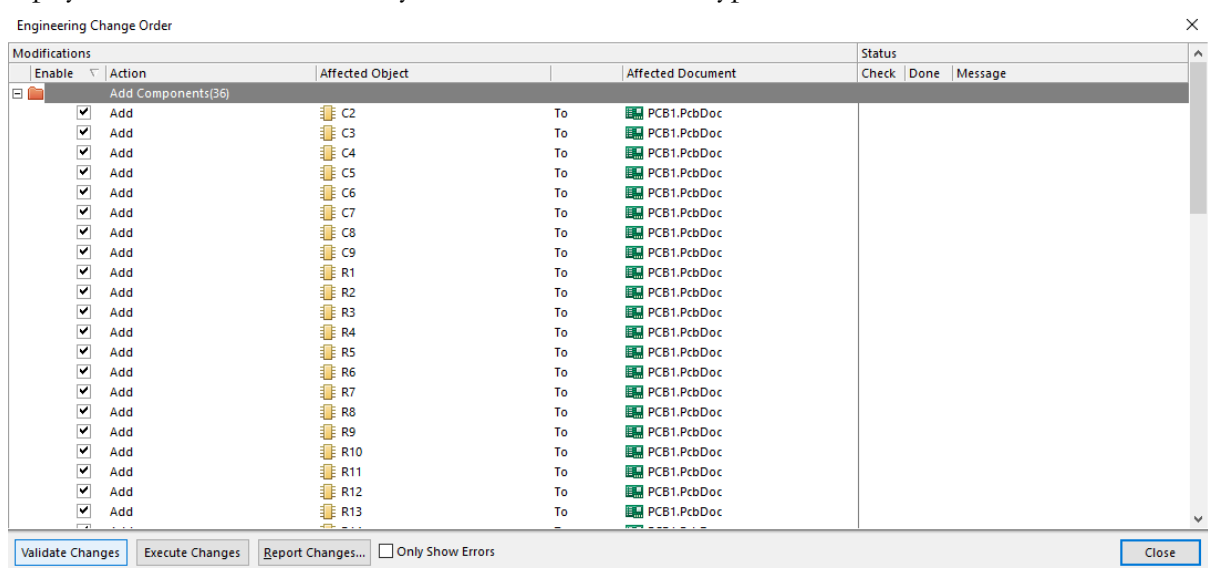 Engineering Change Order
Modifications Status
Enable Action Affected Object Affected Document Check Done Message
Add Components(36)
Add C2 To PCB1.PcbDoc
Add C3 To PCB1.PcbDoc
Add C4 To PCB1.PcbDoc
Add C5 To PCB1.PcbDoc
Add C6 To PCB1.PcbDoc
Add C7 To PCB1.PcbDoc
Add C8 To PCB1.PcbDoc
Add C9 To PCB1.PcbDoc
Add R1 To PCB1.PcbDoc
Add R2 To PCB1.PcbDoc
Add R3 To PCB1.PcbDoc
Add R4 To PCB1.PcbDoc
Add R5 To PCB1.PcbDoc
Add R6 To PCB1.PcbDoc
Add R7 To PCB1.PcbDoc
Add R8 To PCB1.PcbDoc
Add R9 To PCB1.PcbDoc
Add R10 To PCB1.PcbDoc
Add R11 To PCB1.PcbDoc
Add R12 To PCB1.PcbDoc
Add R13 To PCB1.PcbDoc
Validate Changes Execute Changes Report Changes... Only Show Errors Close